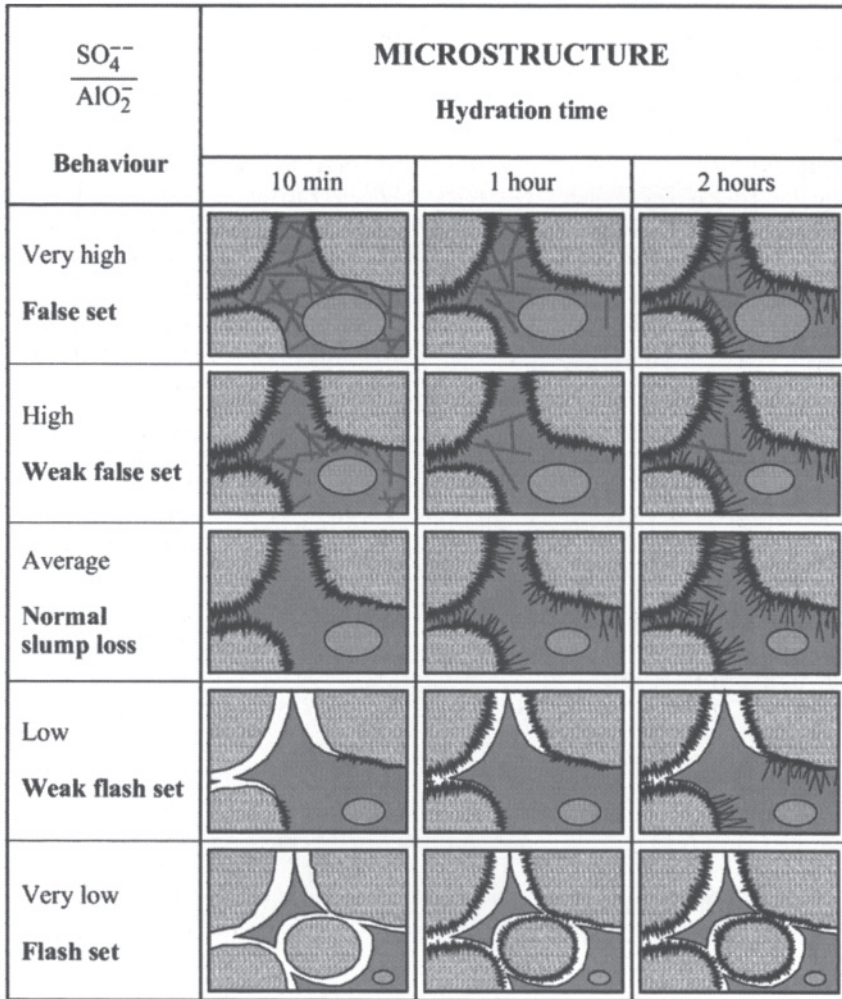 SO₄⁻⁻
AlO₂⁻
Behaviour
MICROSTRUCTURE
Hydration time
10 min
1 hour
2 hours
Very high
False set
High
Weak false set
Average
Normal
slump loss
Low
Weak flash set
Very low
Flash set